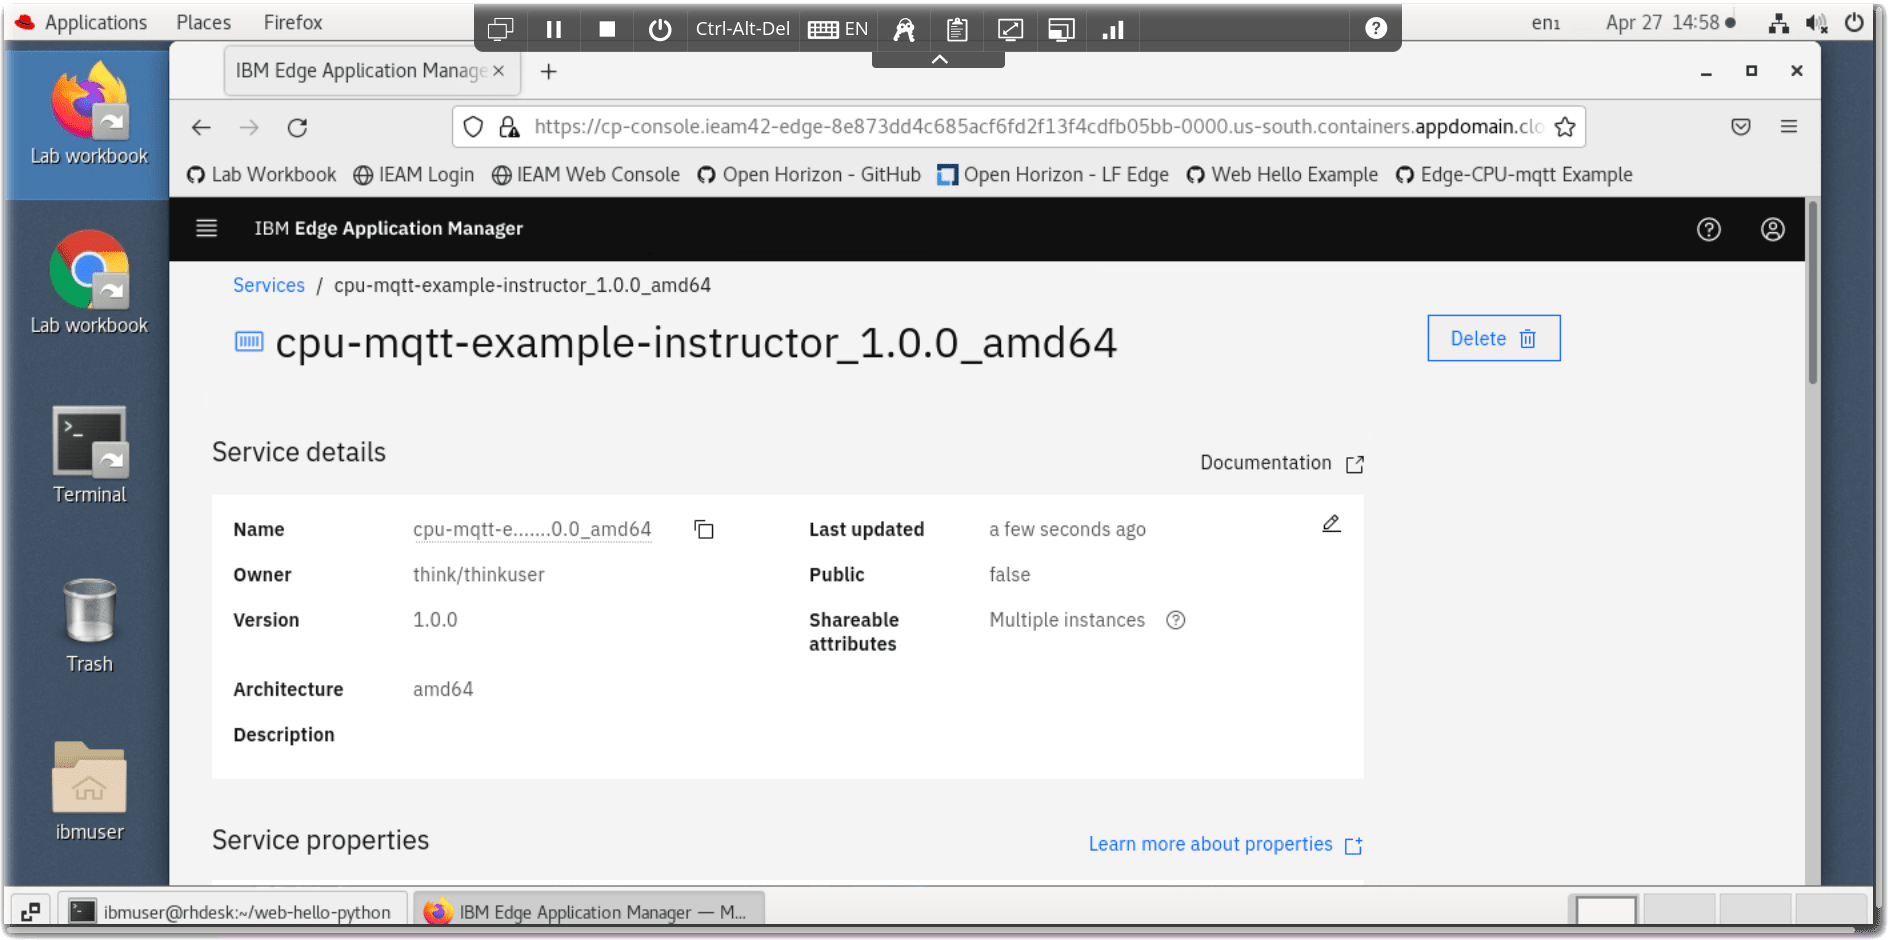 Applications Places Firefox
Ctrl-Alt-Del EN
en₁ Apr 27 14:58
IBM Edge Application Manage
https://cp-console.ieam42-edge-8e873dd4c685acf6fd2f13f4cdfb05bb-0000.us-south.containers.appdomain.clo
Lab Workbook IEAM Login IEAM Web Console Open Horizon - GitHub Open Horizon - LF Edge Web Hello Example Edge-CPU-mqtt Example
Lab workbook
Lab workbook
Terminal
Trash
ibmuser
IBM Edge Application Manager
Services / cpu-mqtt-example-instructor_1.0.0_amd64
cpu-mqtt-example-instructor_1.0.0_amd64
Delete
Service details
Documentation
Name cpu-mqtt-e.......0.0_amd64 Last updated a few seconds ago
Owner think/thinkuser Public false
Version 1.0.0 Shareable attributes Multiple instances
Architecture amd64
Description
Service properties
Learn more about properties
ibmuser@rhdesk:~/web-hello-python IBM Edge Application Manager — M...